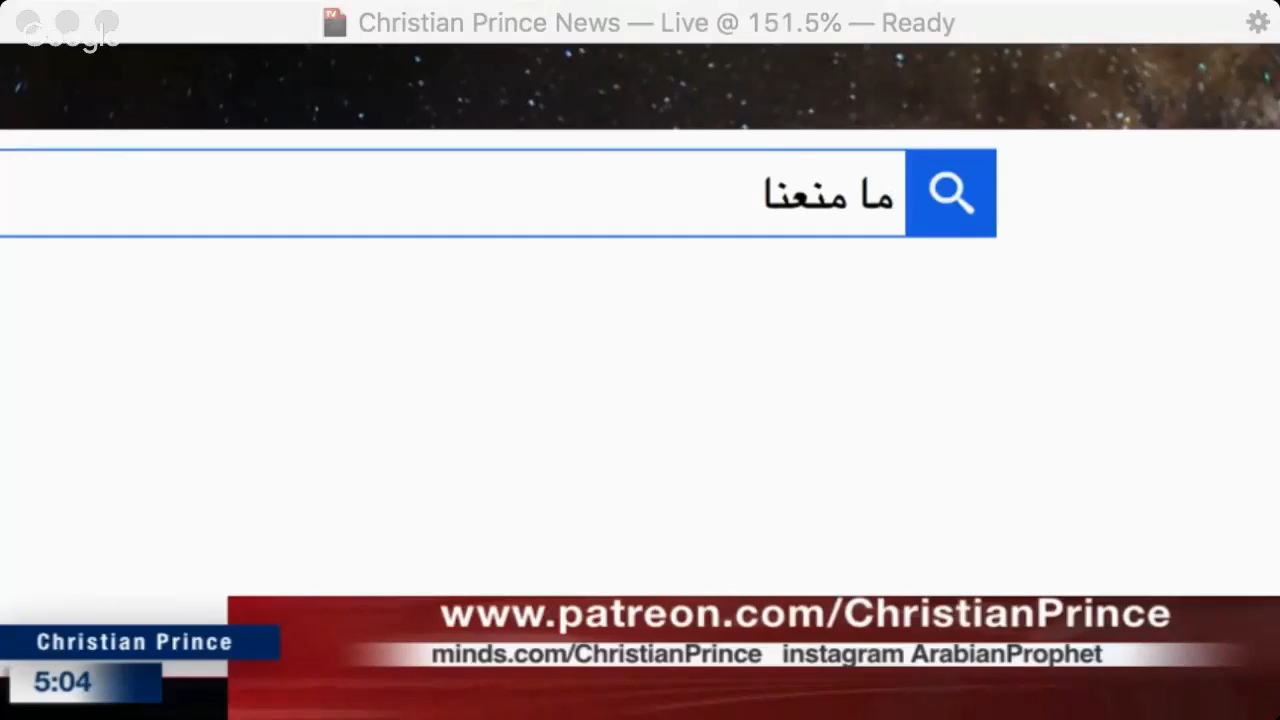 Christian Prince News — Live @ 151.5% — Ready
Google
ما منعنا
www.patreon.com/ChristianPrince
minds.com/ChristianPrince instagram ArabianProphet
Christian Prince
5:04